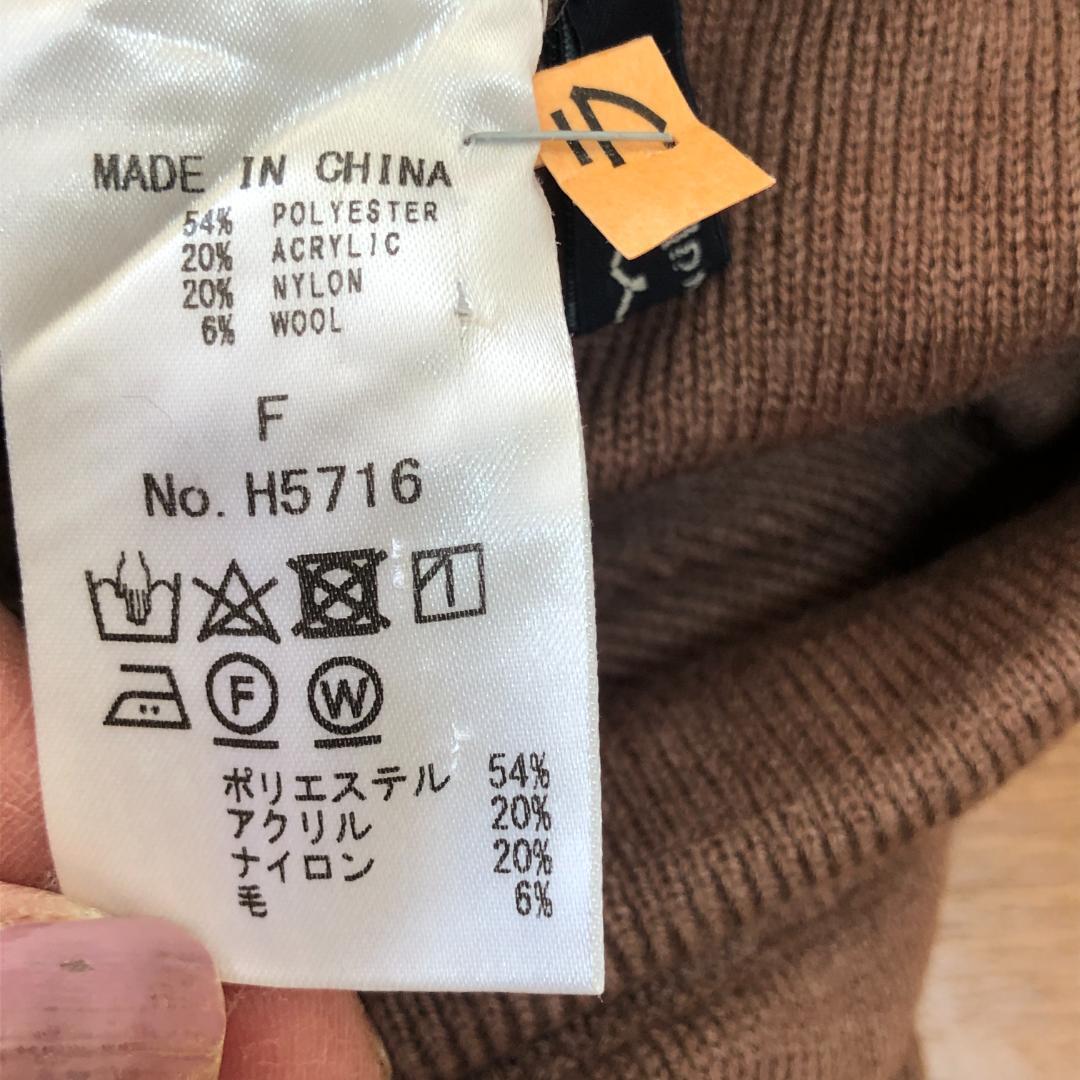 MADE IN CHINA
54% POLYESTER
20% ACRYLIC
20% NYLON
6% WOOL
F
No. H5716
F
W
ポリエステル 54%
アクリル 20%
ナイロン 20%
毛 6%